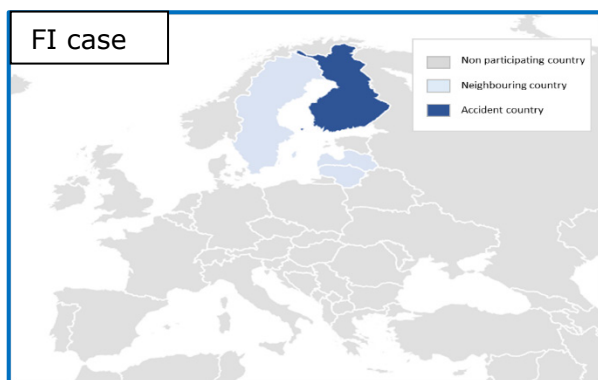 FI case
Non participating country
Neighbouring country
Accident country